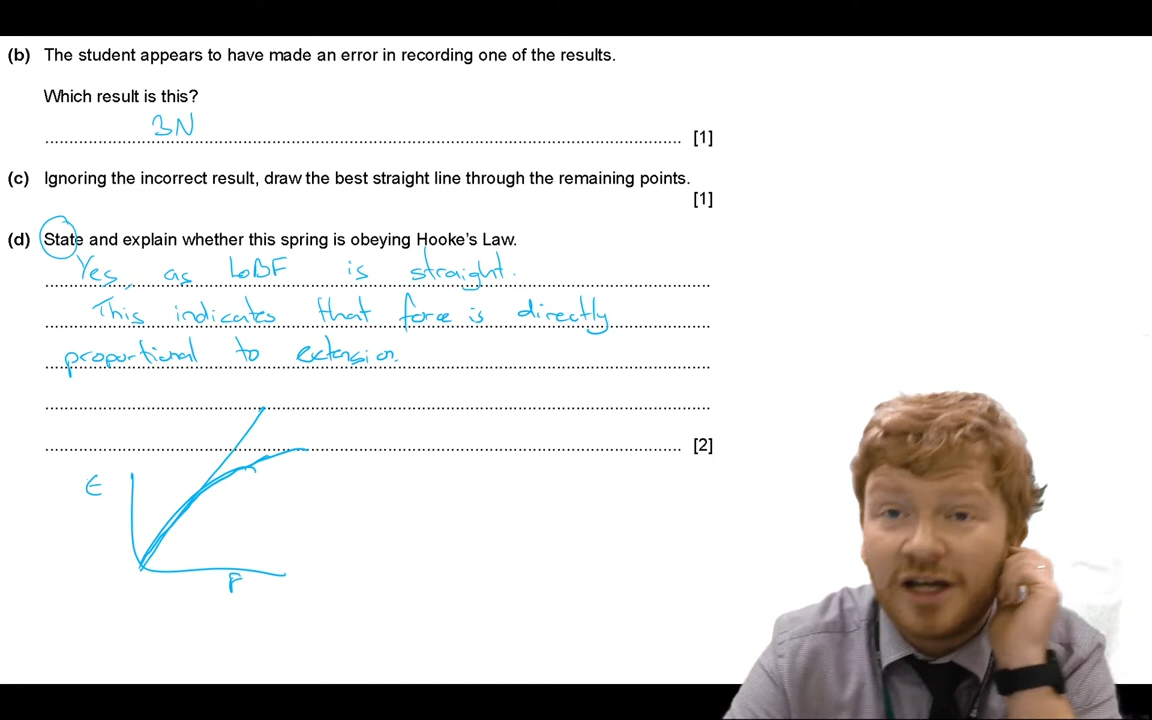 (b) The student appears to have made an error in recording one of the results.
Which result is this?
3N
[1]
(c) Ignoring the incorrect result, draw the best straight line through the remaining points.
[1]
(d) State and explain whether this spring is obeying Hooke's Law.
Yes, as LoBF is straight.
This indicates that force is directly
proportional to extension.
[2]
E
F